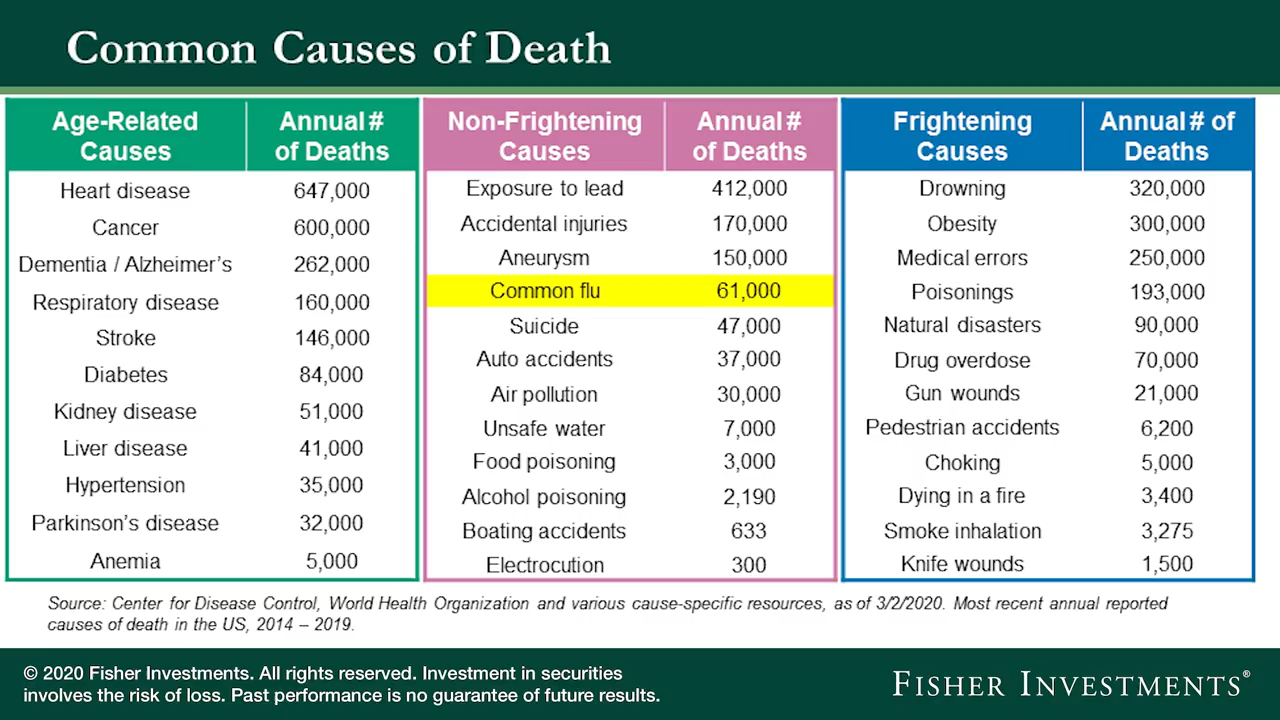 Common Causes of Death
Age-Related Causes Annual # of Deaths
Heart disease 647,000
Cancer 600,000
Dementia / Alzheimer's 262,000
Respiratory disease 160,000
Stroke 146,000
Diabetes 84,000
Kidney disease 51,000
Liver disease 41,000
Hypertension 35,000
Parkinson's disease 32,000
Anemia 5,000
Non-Frightening Causes Annual # of Deaths
Exposure to lead 412,000
Accidental injuries 170,000
Aneurysm 150,000
Common flu 61,000
Suicide 47,000
Auto accidents 37,000
Air pollution 30,000
Unsafe water 7,000
Food poisoning 3,000
Alcohol poisoning 2,190
Boating accidents 633
Electrocution 300
Frightening Causes Annual # of Deaths
Drowning 320,000
Obesity 300,000
Medical errors 250,000
Poisonings 193,000
Natural disasters 90,000
Drug overdose 70,000
Gun wounds 21,000
Pedestrian accidents 6,200
Choking 5,000
Dying in a fire 3,400
Smoke inhalation 3,275
Knife wounds 1,500
Source: Center for Disease Control, World Health Organization and various cause-specific resources, as of 3/2/2020. Most recent annual reported
causes of death in the US, 2014 – 2019.
© 2020 Fisher Investments. All rights reserved. Investment in securities
involves the risk of loss. Past performance is no guarantee of future results.
FISHER INVESTMENTS®